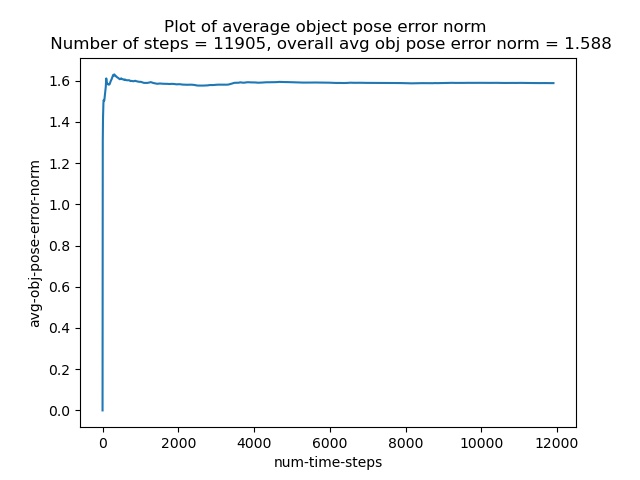 Plot of average object pose error norm
Number of steps = 11905, overall avg obj pose error norm = 1.588
avg-obj-pose-error-norm
1.6
1.4
1.2
1.0
0.8
0.6
0.4
0.2
0.0
0 2000 4000 6000 8000 10000 12000
num-time-steps